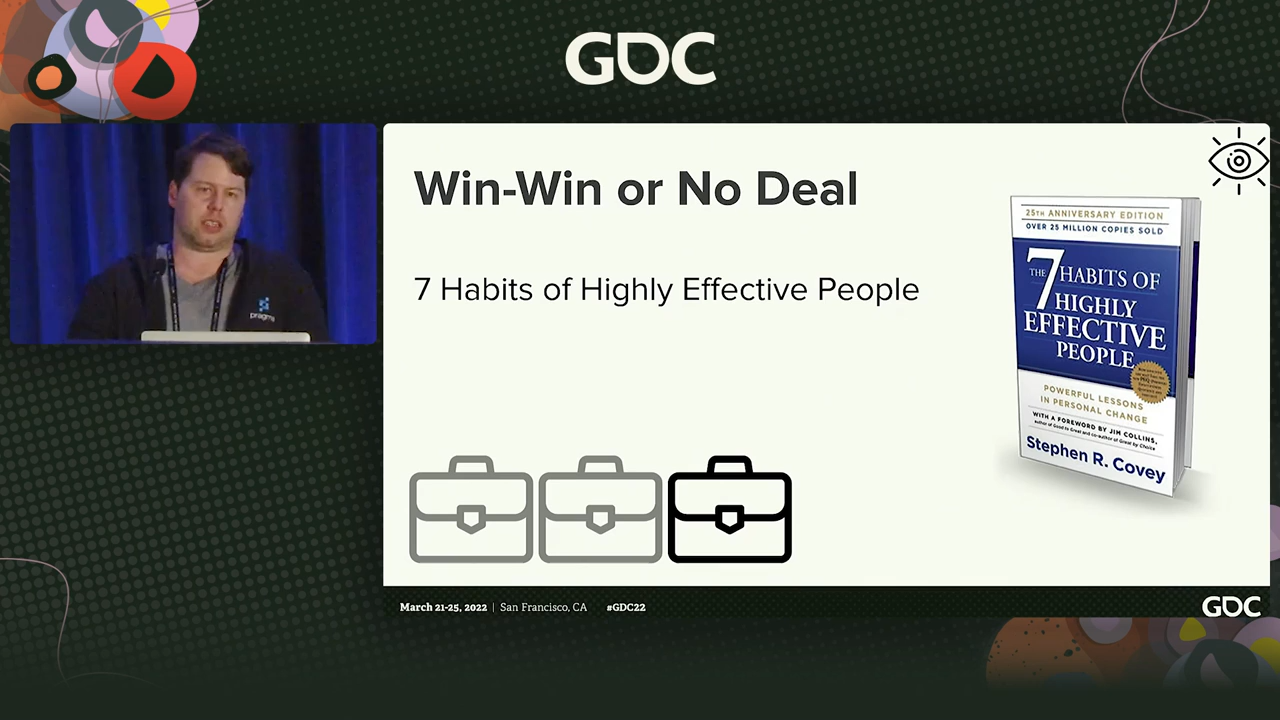 GDC
Win-Win or No Deal
7 Habits of Highly Effective People
25TH ANNIVERSARY EDITION
OVER 25 MILLION COPIES SOLD
THE 7 HABITS OF
HIGHLY
EFFECTIVE
PEOPLE
POWERFUL LESSONS
IN PERSONAL CHANGE
WITH A FOREWORD BY JIM COLLINS,
author of Good to Great and co-author of Great by Choice
Stephen R. Covey
pragma
March 21-25, 2022 | San Francisco, CA #GDC22
GDC